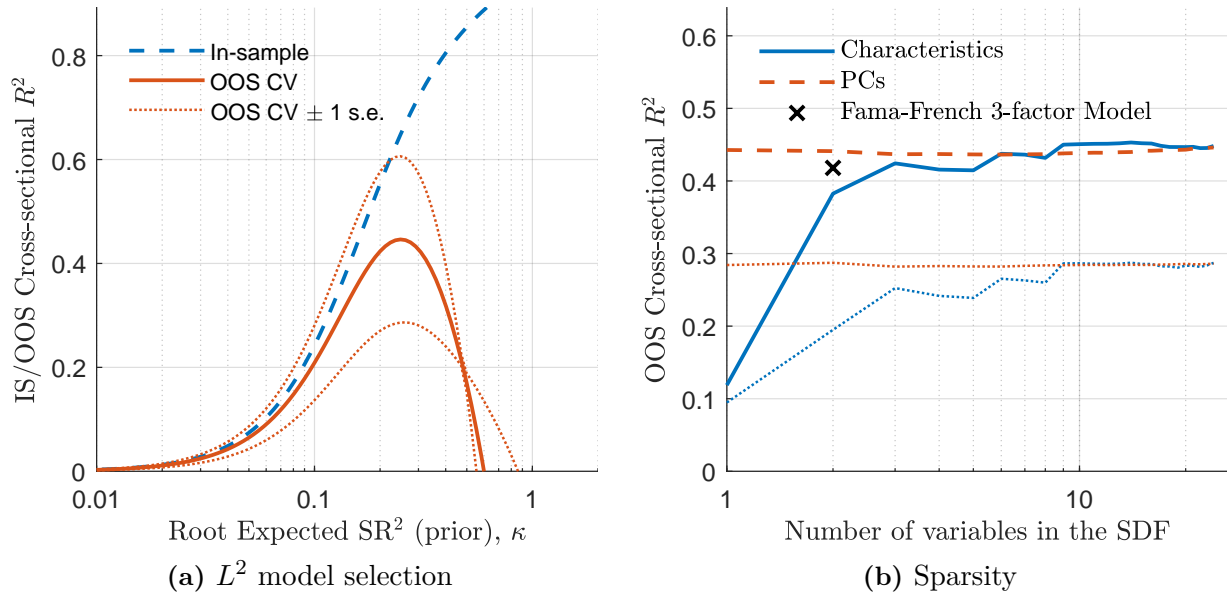 IS/OOS Cross-sectional R²
0.8
0.6
0.4
0.2
0
In-sample
OOS CV
OOS CV ± 1 s.e.
0.01
0.1
1
Root Expected SR² (prior), κ
(a) L² model selection
OOS Cross-sectional R²
0.6
0.5
0.4
0.3
0.2
0.1
0
Characteristics
PCs
Fama-French 3-factor Model
1
10
Number of variables in the SDF
(b) Sparsity